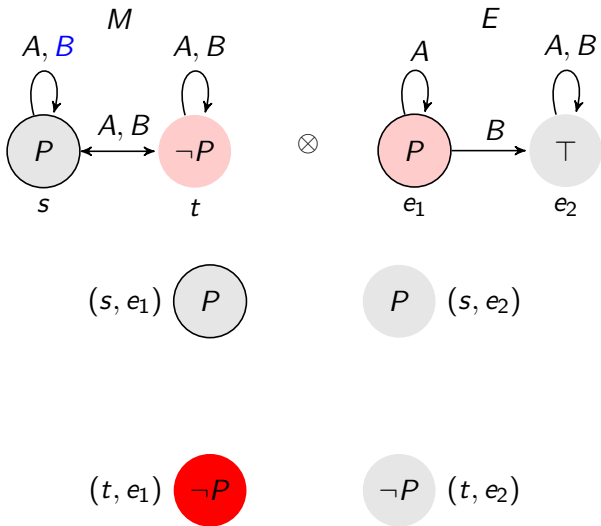 M E
A, B A, B A A, B
P A, B ¬P ⊗ P B ⊤
s t e₁ e₂
(s, e₁) P P (s, e₂)
(t, e₁) ¬P ¬P (t, e₂)